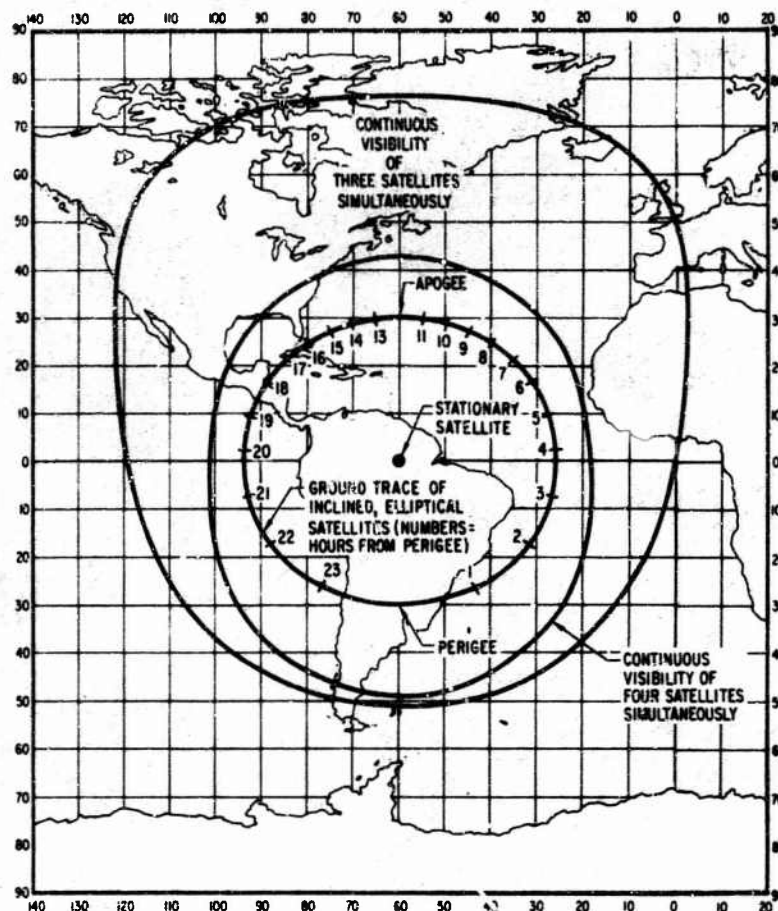 140 130 120 110 100 90 80 70 60 50 40 30 20 10 0 10 20
90
80
70
60
50
40
30
20
10
0
10
20
30
40
50
60
70
80
90
CONTINUOUS
VISIBILITY
OF
THREE SATELLITES
SIMULTANEOUSLY
APOGEE
17 16 15 14 13 11 10 9 8 7
18 6
19 5
20 4
21 3
22 2
23 1
STATIONARY
SATELLITE
GROUND TRACE OF
INCLINED, ELLIPTICAL
SATELLITES (NUMBERS=
HOURS FROM PERIGEE)
PERIGEE
CONTINUOUS
VISIBILITY OF
FOUR SATELLITES
SIMULTANEOUSLY
140 130 120 110 100 90 80 70 60 50 40 30 20 10 0 10 20